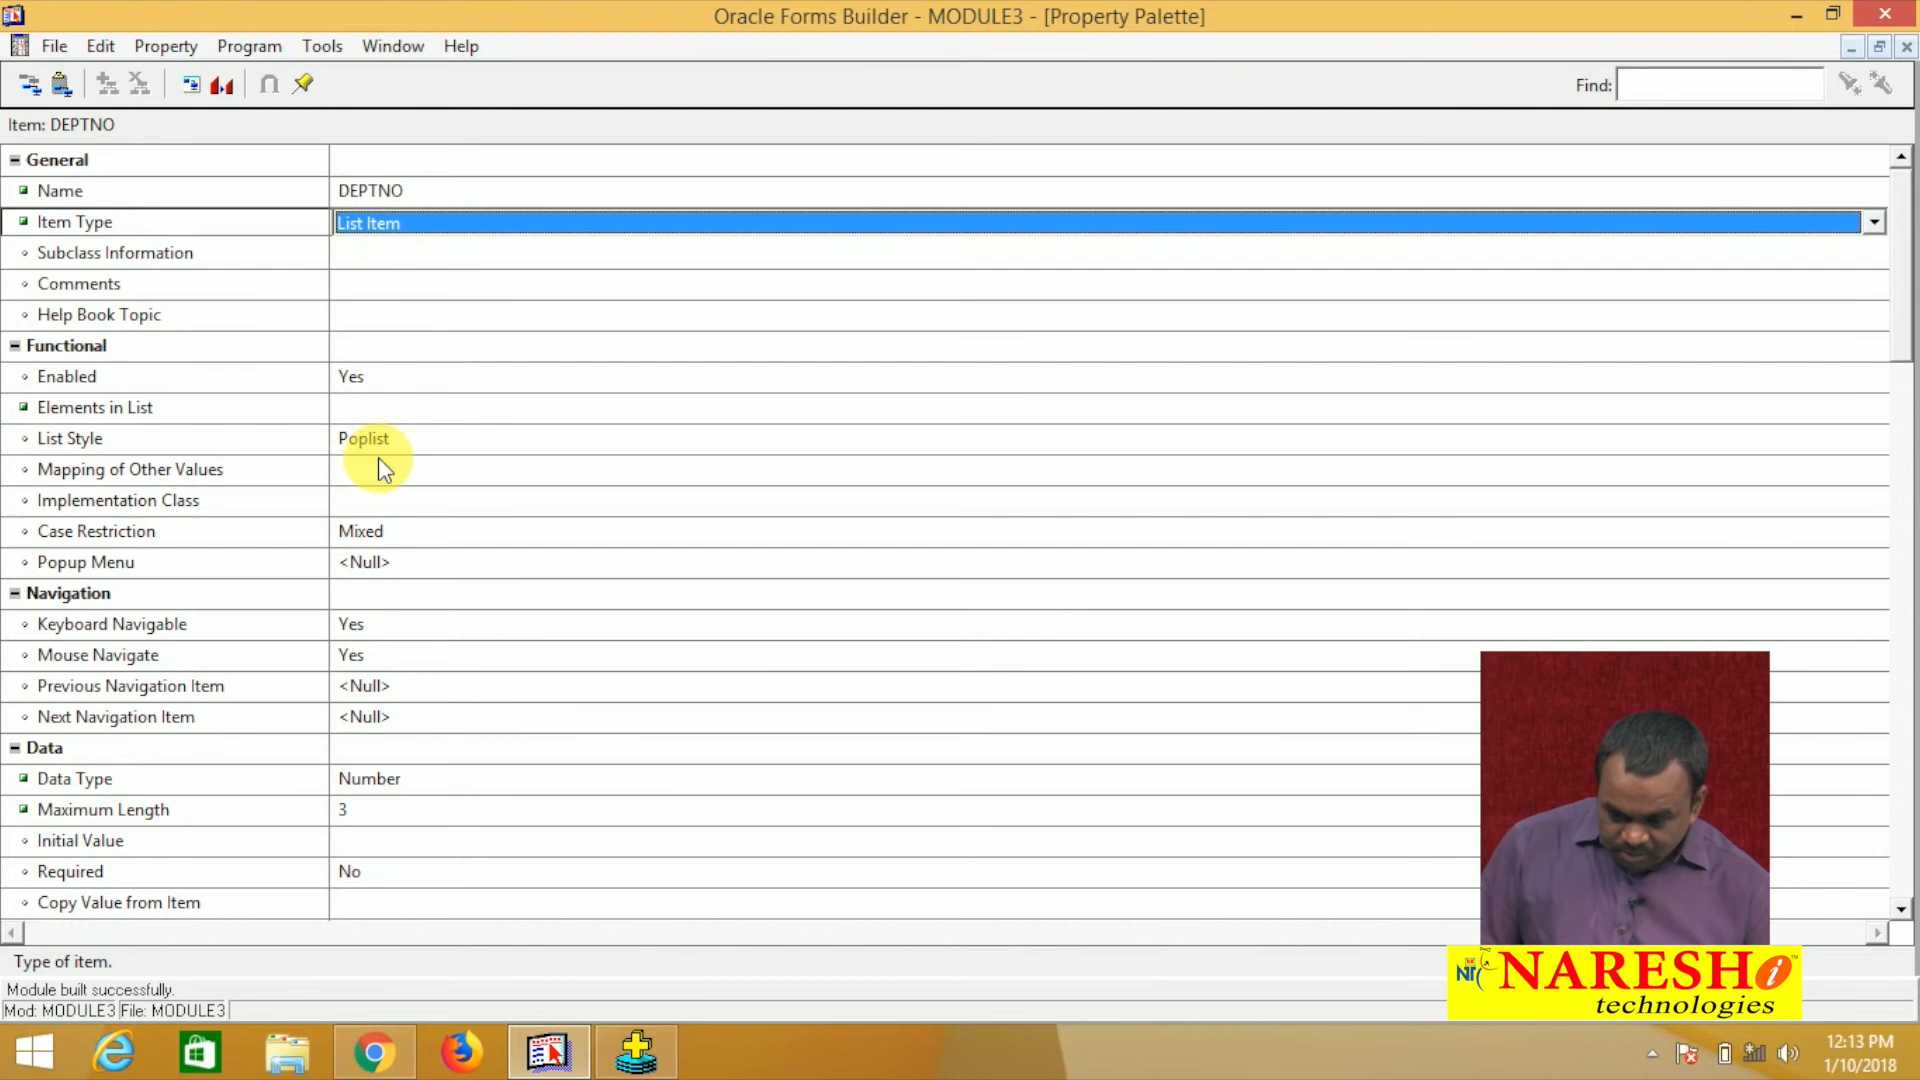 Oracle Forms Builder - MODULE3 - [Property Palette]
File Edit Property Program Tools Window Help
Find:
Item: DEPTNO
General
Name DEPTNO
Item Type List Item
Subclass Information
Comments
Help Book Topic
Functional
Enabled Yes
Elements in List
List Style Poplist
Mapping of Other Values
Implementation Class
Case Restriction Mixed
Popup Menu <Null>
Navigation
Keyboard Navigable Yes
Mouse Navigate Yes
Previous Navigation Item <Null>
Next Navigation Item <Null>
Data
Data Type Number
Maximum Length 3
Initial Value
Required No
Copy Value from Item
Type of item.
Module built successfully.
Mod: MODULE3 File: MODULE3
NARESH i
technologies
12:13 PM
1/10/2018